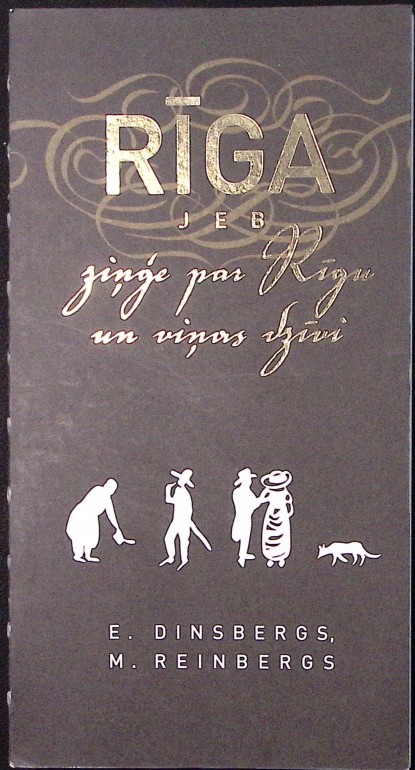 RĪGA
JEB
ziņģe par Rīgu
un viņas dzīvi
E. DINSBERGS,
M. REINBERGS